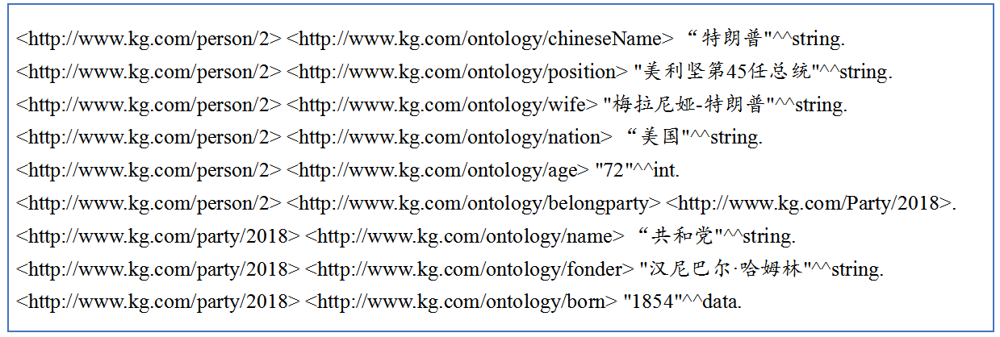 <http://www.kg.com/person/2> <http://www.kg.com/ontology/chineseName> “特朗普"^^string.
<http://www.kg.com/person/2> <http://www.kg.com/ontology/position> "美利坚第45任总统"^^string.
<http://www.kg.com/person/2> <http://www.kg.com/ontology/wife> "梅拉尼娅-特朗普"^^string.
<http://www.kg.com/person/2> <http://www.kg.com/ontology/nation> “美国"^^string.
<http://www.kg.com/person/2> <http://www.kg.com/ontology/age> "72"^^int.
<http://www.kg.com/person/2> <http://www.kg.com/ontology/belongparty> <http://www.kg.com/Party/2018>.
<http://www.kg.com/party/2018> <http://www.kg.com/ontology/name> “共和党"^^string.
<http://www.kg.com/party/2018> <http://www.kg.com/ontology/fonder> "汉尼巴尔·哈姆林"^^string.
<http://www.kg.com/party/2018> <http://www.kg.com/ontology/born> "1854"^^data.